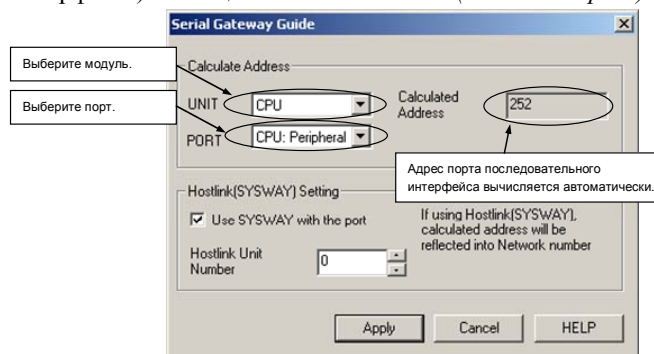 Serial Gateway Guide
Выберите модуль.
Calculate Address
UNIT CPU Calculated Address 252
Выберите порт.
PORT CPU: Peripheral
Адрес порта последовательного
интерфейса вычисляется автоматически.
Hostlink(SYSWAY) Setting
Use SYSWAY with the port
If using Hostlink(SYSWAY),
calculated address will be
reflected into Network number
Hostlink Unit
Number 0
Apply Cancel HELP